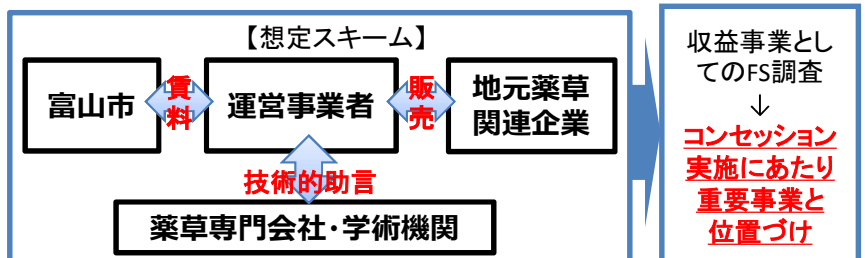 【想定スキーム】
富山市
賃料
運営事業者
販売
地元薬草
関連企業
技術的助言
薬草専門会社・学術機関
収益事業とし
てのFS調査
↓
コンセッション
実施にあたり
重要事業と
位置づけ